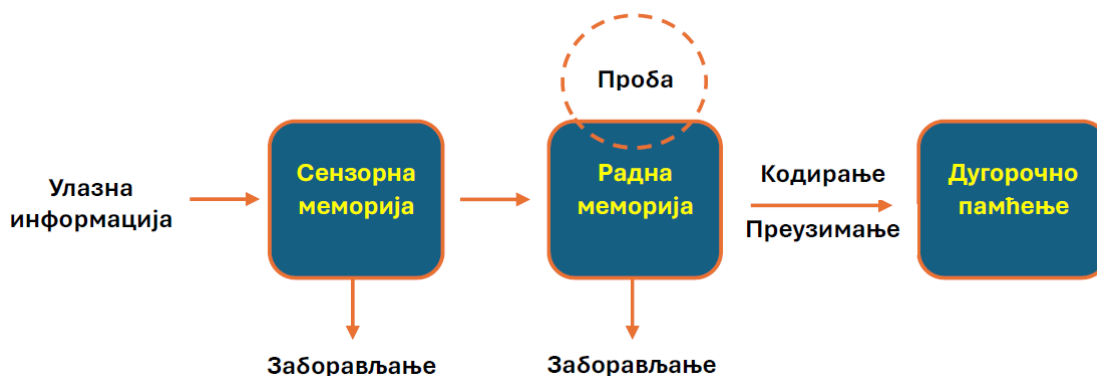 Проба
Улазна
информација
Сензорна
меморија
Радна
меморија
Кодирање
Преузимање
Дугорочно
памћење
Заборављање
Заборављање